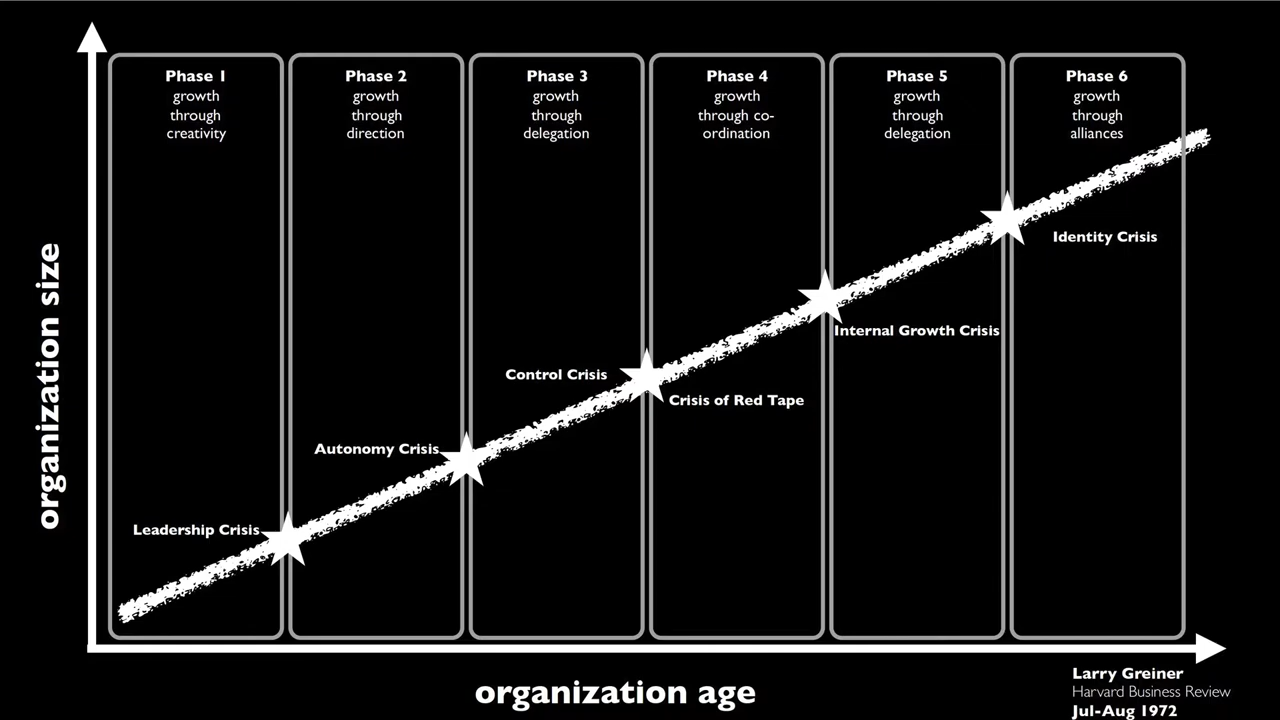 Phase 1
growth
through
creativity
Phase 2
growth
through
direction
Phase 3
growth
through
delegation
Phase 4
growth
through co-
ordination
Phase 5
growth
through
delegation
Phase 6
growth
through
alliances
Identity Crisis
Internal Growth Crisis
Control Crisis
Crisis of Red Tape
Autonomy Crisis
Leadership Crisis
organization size
organization age
Larry Greiner
Harvard Business Review
Jul-Aug 1972